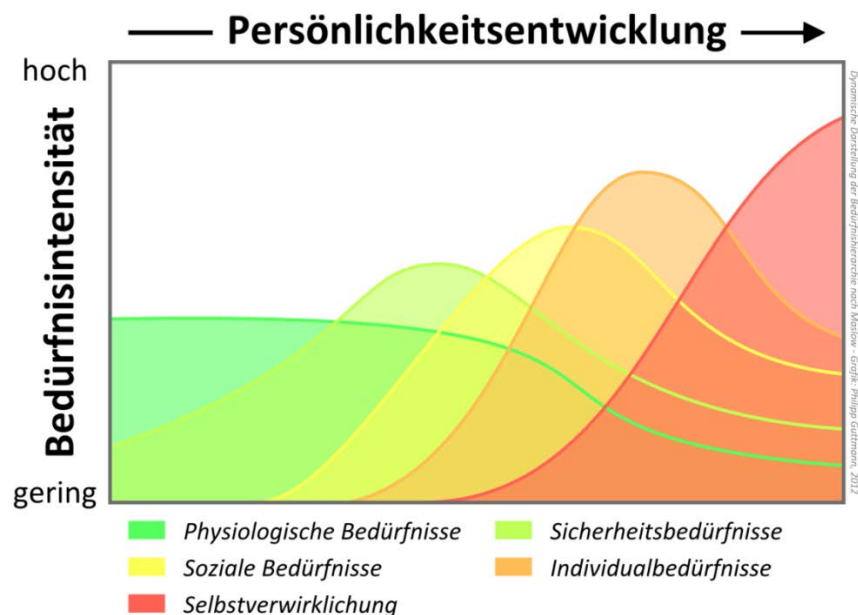 Persönlichkeitsentwicklung
hoch
Bedürfnisintensität
gering
Dynamische Darstellung der Bedürfnishierarchie nach Maslow - Grafik: Philipp Guttmann, 2012
Physiologische Bedürfnisse
Sicherheitsbedürfnisse
Soziale Bedürfnisse
Individualbedürfnisse
Selbstverwirklichung